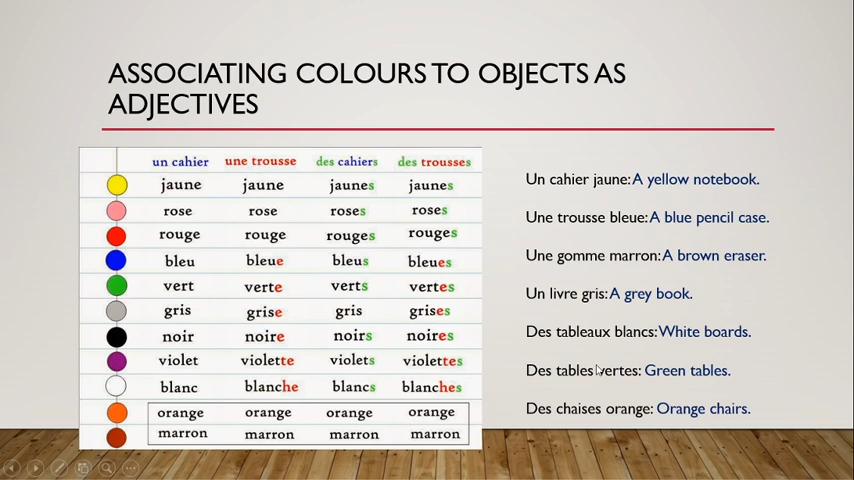 ASSOCIATING COLOURS TO OBJECTS AS
ADJECTIVES
un cahier une trousse des cahiers des trousses
jaune jaune jaunes jaunes
rose rose roses roses
rouge rouge rouges rouges
bleu bleue bleus bleues
vert verte verts vertes
gris grise gris grises
noir noire noirs noires
violet violette violets violettes
blanc blanche blancs blanches
orange orange orange orange
marron marron marron marron
Un cahier jaune: A yellow notebook.
Une trousse bleue: A blue pencil case.
Une gomme marron: A brown eraser.
Un livre gris: A grey book.
Des tableaux blancs: White boards.
Des tables vertes: Green tables.
Des chaises orange: Orange chairs.